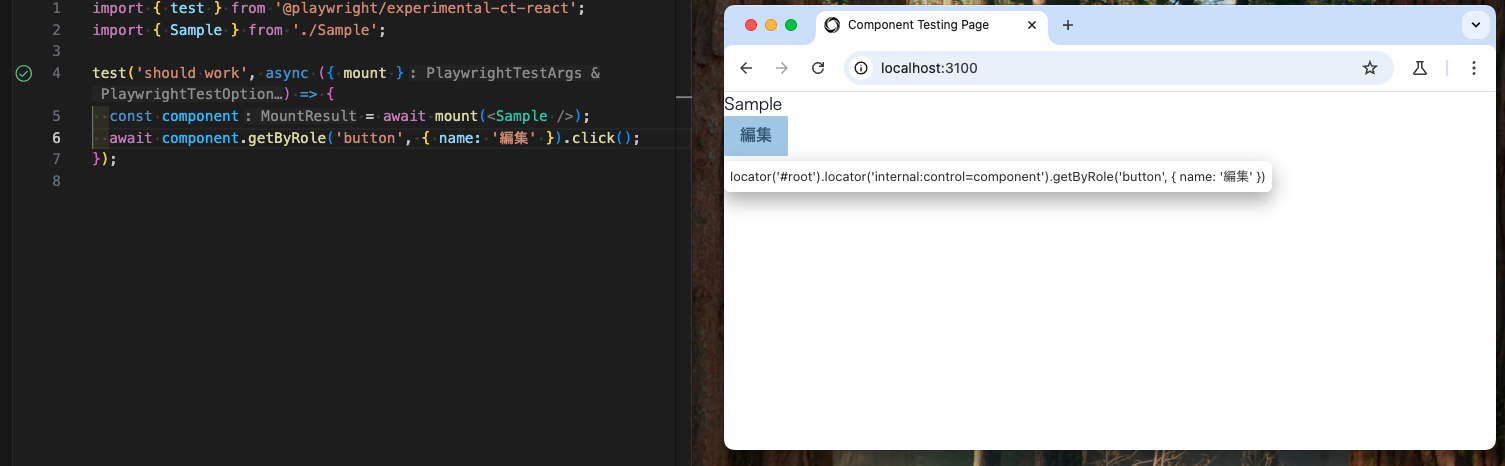 1 import { test } from '@playwright/experimental-ct-react';
2 import { Sample } from './Sample';
3
4 test('should work', async ({ mount }: PlaywrightTestArgs &
PlaywrightTestOption…) => {
5 const component: MountResult = await mount(<Sample />);
6 await component.getByRole('button', { name: '編集' }).click();
7 });
8
Component Testing Page
localhost:3100
Sample
編集
locator('#root').locator('internal:control=component').getByRole('button', { name: '編集' })